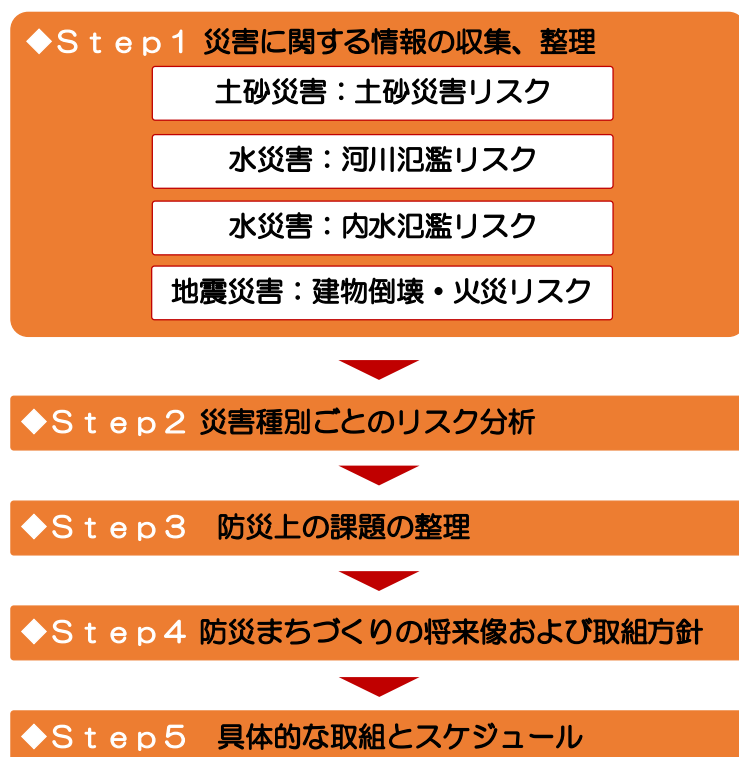 ◆Ｓｔｅｐ１ 災害に関する情報の収集、整理
土砂災害：土砂災害リスク
水災害：河川氾濫リスク
水災害：内水氾濫リスク
地震災害：建物倒壊・火災リスク
◆Ｓｔｅｐ２ 災害種別ごとのリスク分析
◆Ｓｔｅｐ３　防災上の課題の整理
◆Ｓｔｅｐ４ 防災まちづくりの将来像および取組方針
◆Ｓｔｅｐ５　具体的な取組とスケジュール